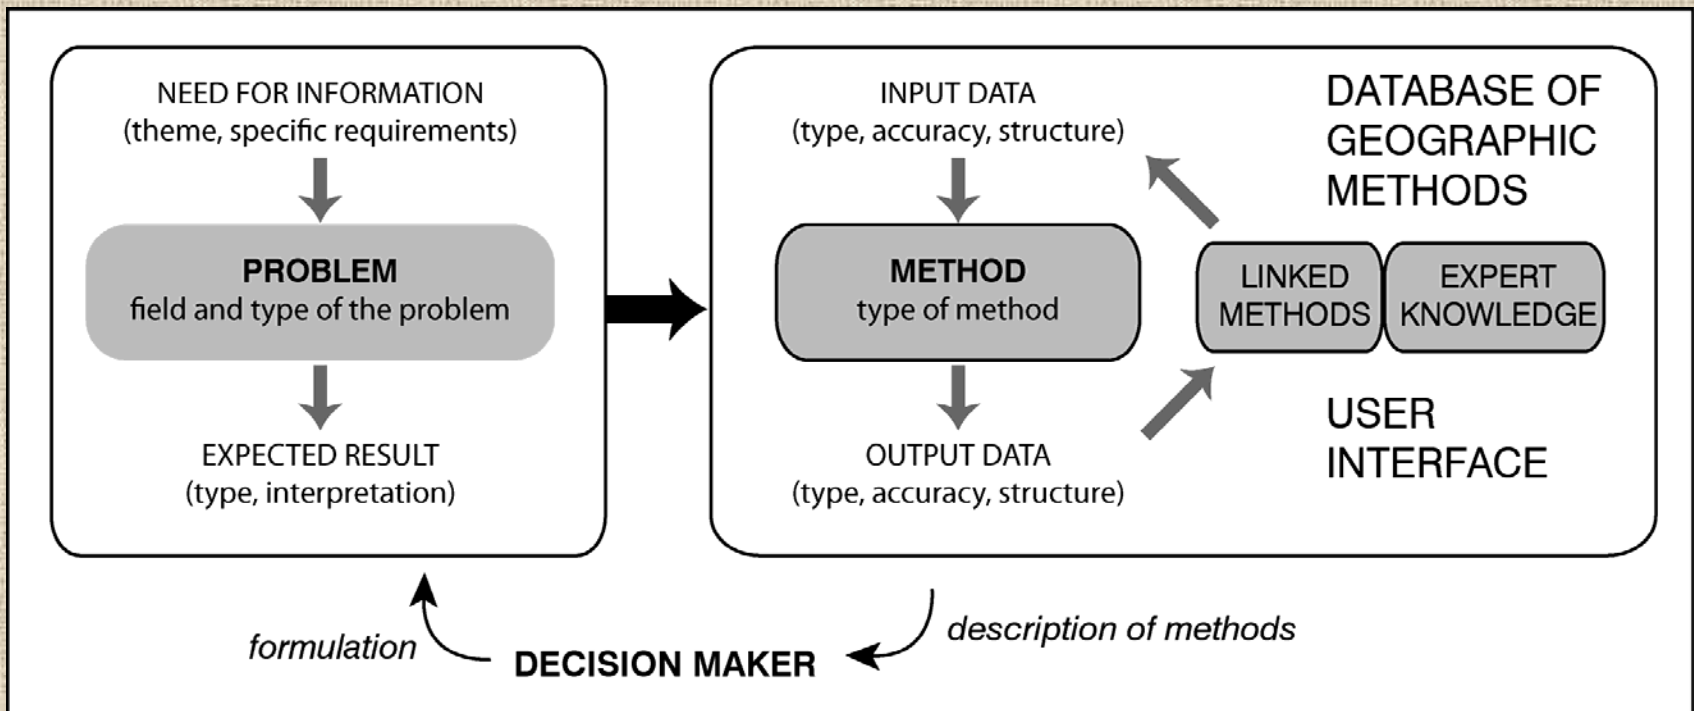 NEED FOR INFORMATION
(theme, specific requirements)
PROBLEM
field and type of the problem
EXPECTED RESULT
(type, interpretation)
INPUT DATA
(type, accuracy, structure)
METHOD
type of method
OUTPUT DATA
(type, accuracy, structure)
DATABASE OF
GEOGRAPHIC
METHODS
LINKED
METHODS
EXPERT
KNOWLEDGE
USER
INTERFACE
formulation
DECISION MAKER
description of methods